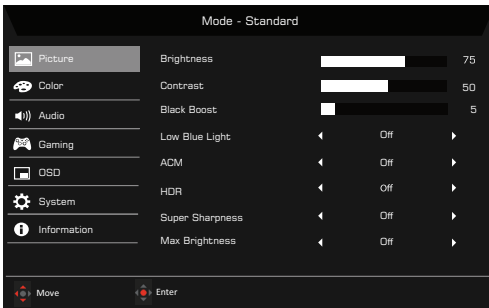 Mode - Standard
Picture
Color
Audio
Gaming
OSD
System
Information
Brightness 75
Contrast 50
Black Boost 5
Low Blue Light Off
ACM Off
HDR Off
Super Sharpness Off
Max Brightness Off
Move Enter